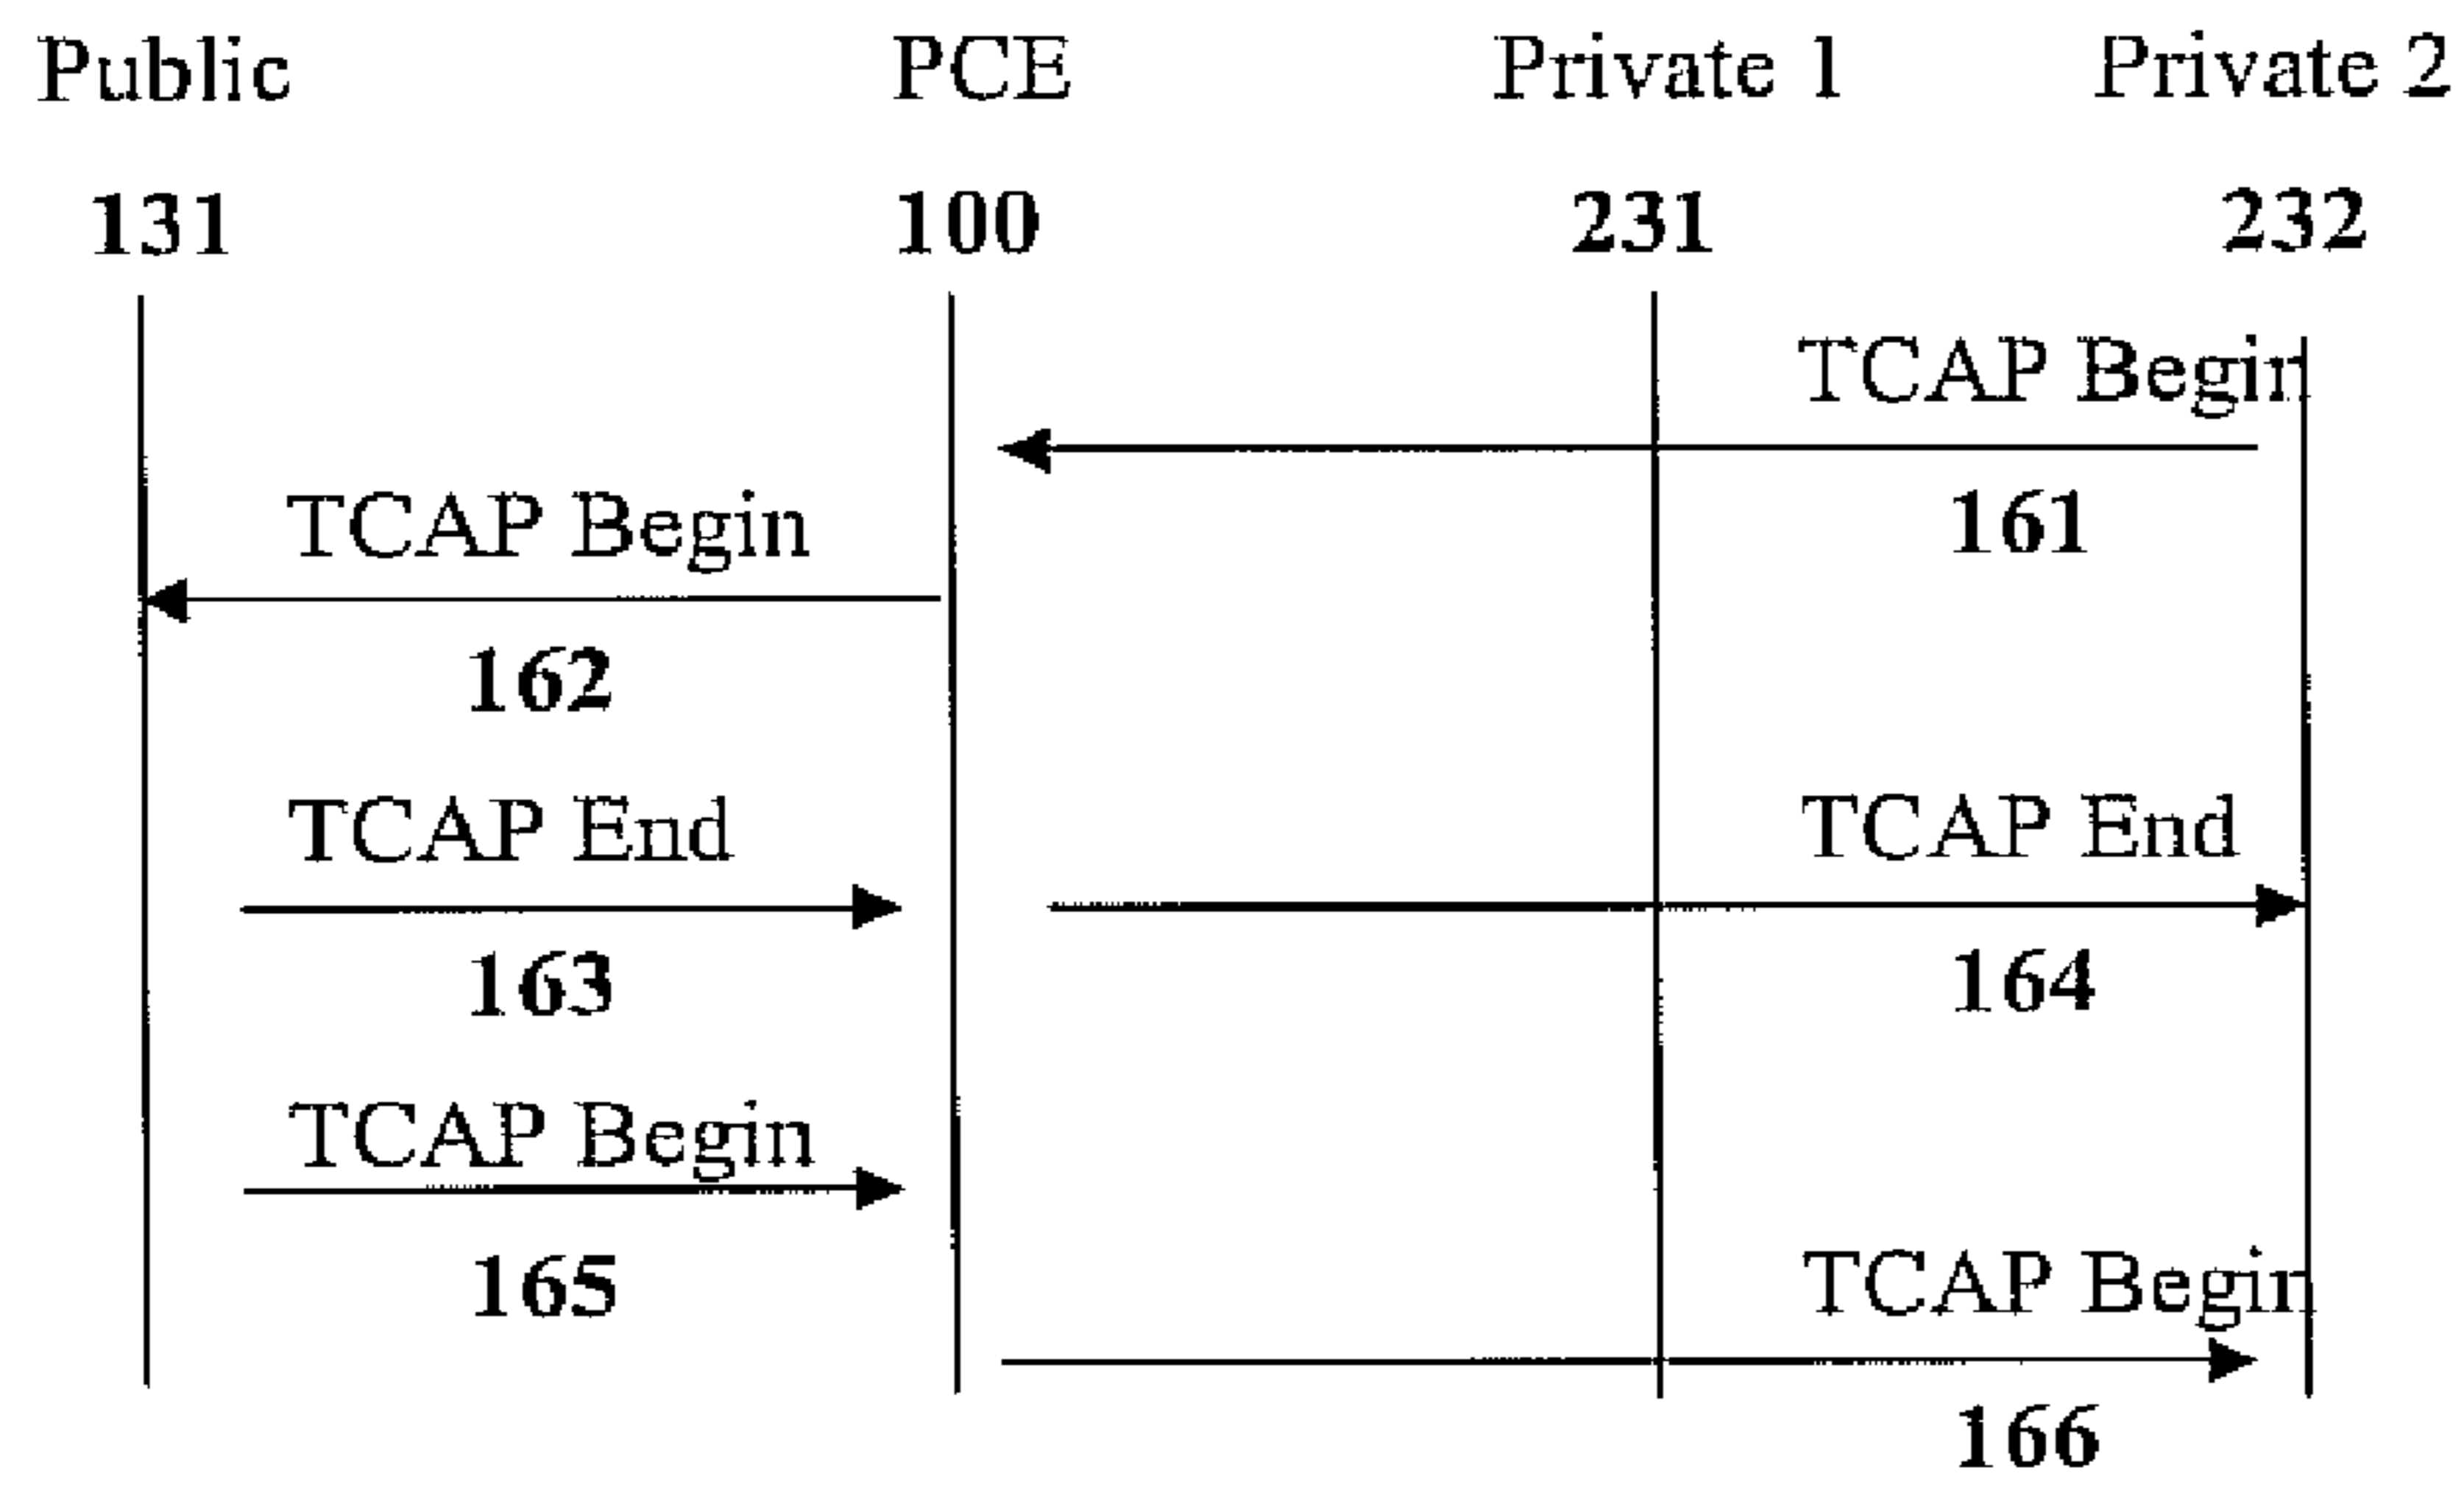 Public PCE Private 1 Private 2
131 100 231 232
TCAP Begin
161
TCAP Begin
162
TCAP End TCAP End
163 164
TCAP Begin
165
TCAP Begin
166